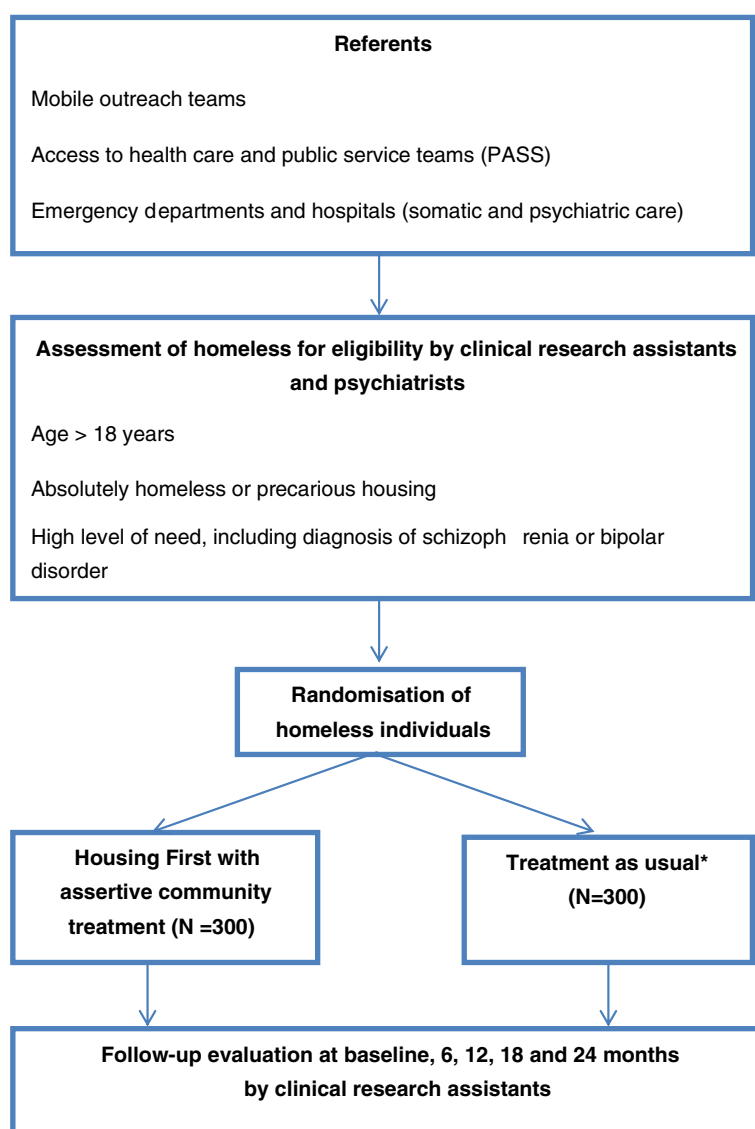 Referents
Mobile outreach teams
Access to health care and public service teams (PASS)
Emergency departments and hospitals (somatic and psychiatric care)
Assessment of homeless for eligibility by clinical research assistants
and psychiatrists
Age > 18 years
Absolutely homeless or precarious housing
High level of need, including diagnosis of schizoph renia or bipolar
disorder
Randomisation of
homeless individuals
Housing First with
assertive community
treatment (N =300)
Treatment as usual*
(N=300)
Follow-up evaluation at baseline, 6, 12, 18 and 24 months
by clinical research assistants